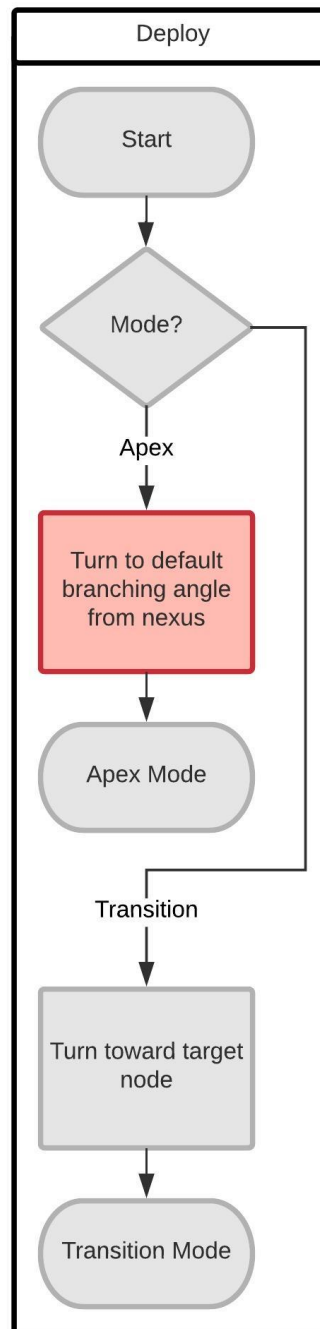 Deploy
Start
Mode?
Apex
Turn to default
branching angle
from nexus
Apex Mode
Transition
Turn toward target
node
Transition Mode